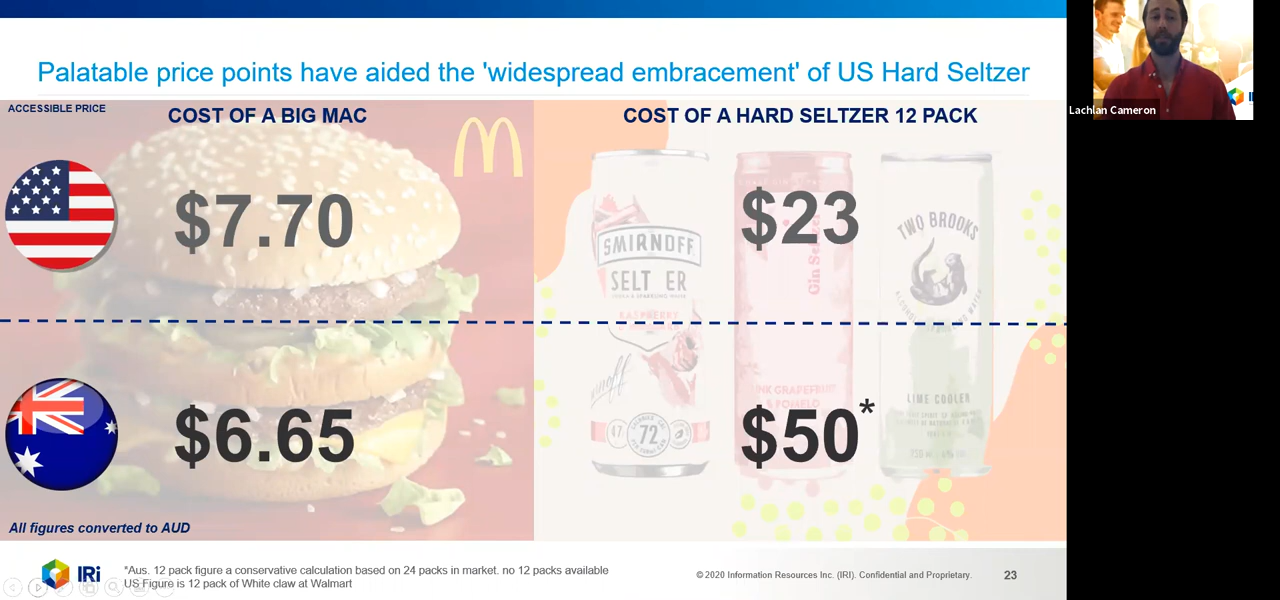 Palatable price points have aided the 'widespread embracement' of US Hard Seltzer
ACCESSIBLE PRICE
COST OF A BIG MAC
COST OF A HARD SELTZER 12 PACK
$7.70
$23
SMIRNOFF
SELT ER
RASPBERRY
Gin Seltzer
TWO BROOKS
$6.65
$50*
47
72
PINK GRAPEFRUIT
& POMELO
LIME COOLER
All figures converted to AUD
IRi
*Aus. 12 pack figure a conservative calculation based on 24 packs in market. no 12 packs available
US Figure is 12 pack of White claw at Walmart
© 2020 Information Resources Inc. (IRI). Confidential and Proprietary.
23
Lachlan Cameron